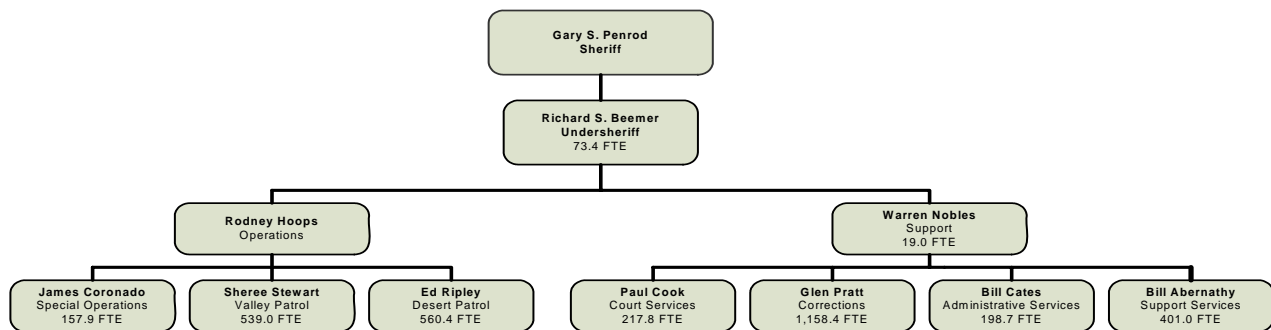 Gary S. Penrod
Sheriff
Richard S. Beemer
Undersheriff
73.4 FTE
Rodney Hoops
Operations
Warren Nobles
Support
19.0 FTE
James Coronado
Special Operations
157.9 FTE
Sheree Stewart
Valley Patrol
539.0 FTE
Ed Ripley
Desert Patrol
560.4 FTE
Paul Cook
Court Services
217.8 FTE
Glen Pratt
Corrections
1,158.4 FTE
Bill Cates
Administrative Services
198.7 FTE
Bill Abernathy
Support Services
401.0 FTE